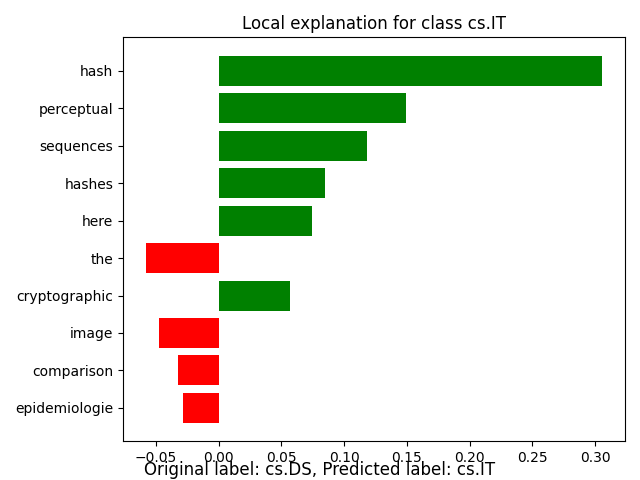 Local explanation for class cs.IT
hash
perceptual
sequences
hashes
here
the
cryptographic
image
comparison
epidemiologie
−0.05 0.00 0.05 0.10 0.15 0.20 0.25 0.30
Original label: cs.DS, Predicted label: cs.IT